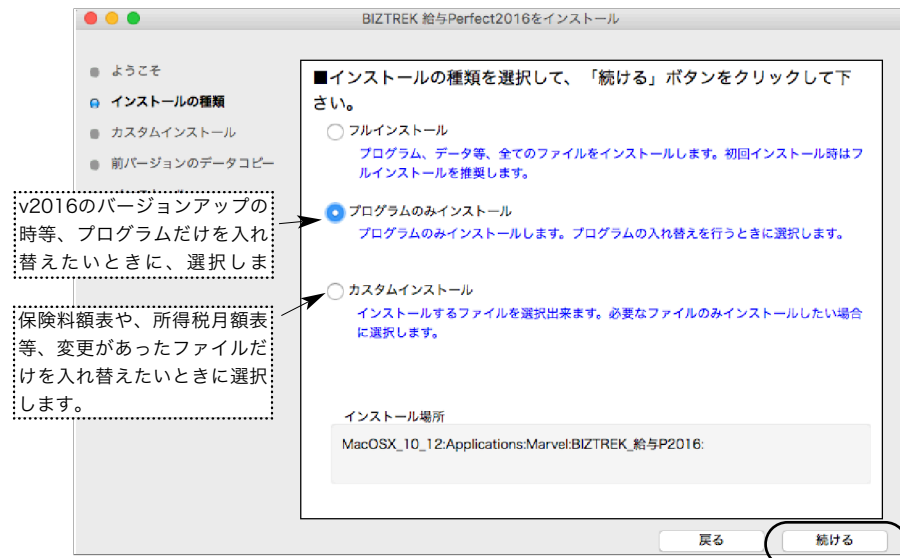 BIZTREK 給与Perfect2016をインストール
ようこそ
インストールの種類
カスタムインストール
前バージョンのデータコピー
v2016のバージョンアップの
時等、プログラムだけを入れ
替えたいときに、選択しま
保険料額表や、所得税月額表
等、変更があったファイルだ
けを入れ替えたいときに選択
します。
■インストールの種類を選択して、「続ける」ボタンをクリックして下
さい。
フルインストール
プログラム、データ等、全てのファイルをインストールします。初回インストール時はフ
ルインストールを推奨します。
プログラムのみインストール
プログラムのみインストールします。プログラムの入れ替えを行うときに選択します。
カスタムインストール
インストールするファイルを選択出来ます。必要なファイルのみインストールしたい場合
に選択します。
インストール場所
MacOSX_10_12:Applications:Marvel:BIZTREK_給与P2016:
戻る
続ける